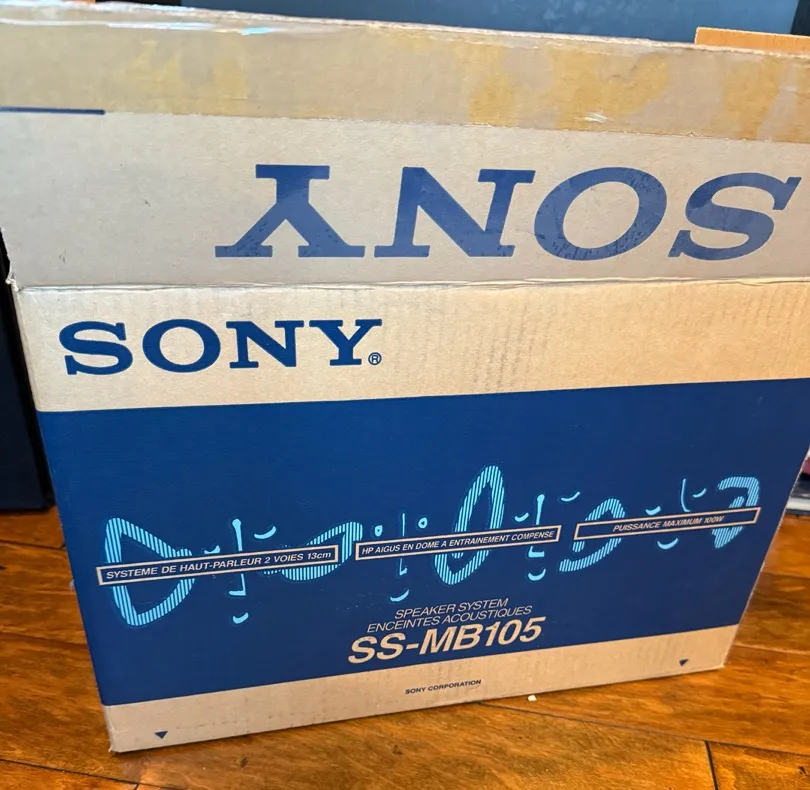 SONY
SONY®
SYSTEME DE HAUT-PARLEUR 2 VOIES 13cm
HP AIGUS EN DOME A ENTRAINEMENT COMPENSE
PUISSANCE MAXIMUM 100W
SPEAKER SYSTEM
ENCEINTES ACOUSTIQUES
SS-MB105
SONY CORPORATION